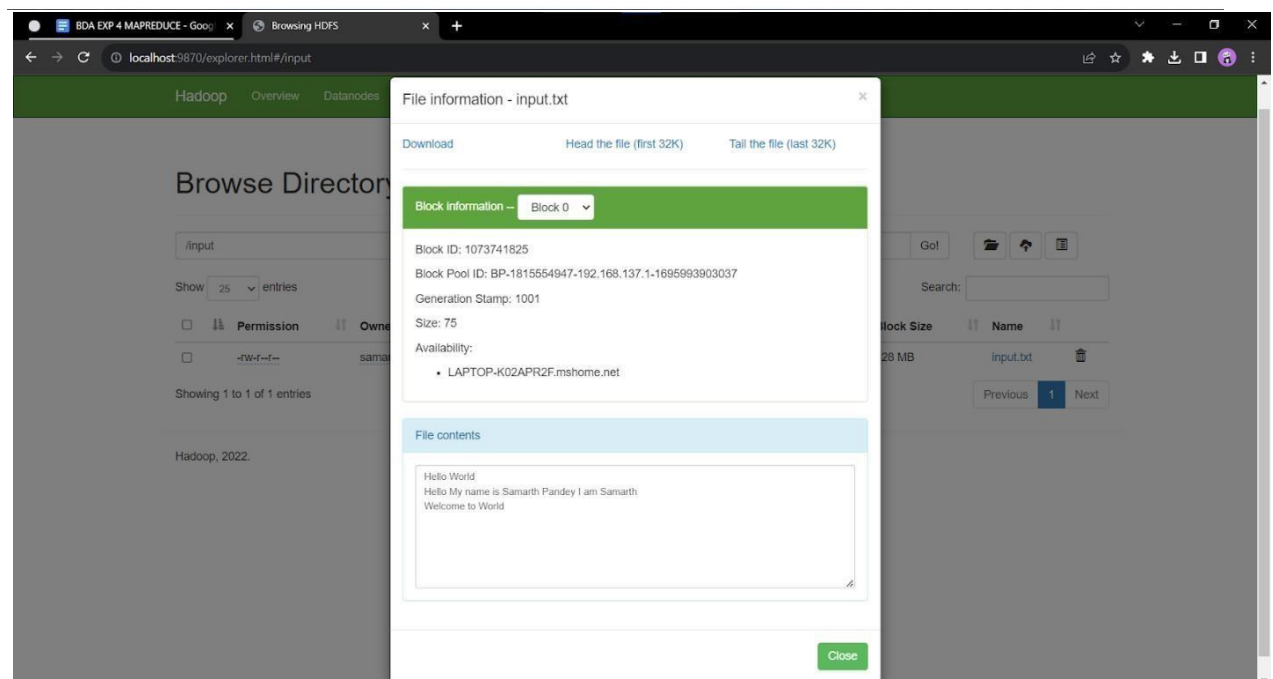 BDA EXP 4 MAPREDUCE - Goog
Browsing HDFS
localhost:9870/explorer.html#/input
Hadoop Overview Datanodes
File information - input.txt
Download Head the file (first 32K) Tail the file (last 32K)
Browse Directory
Block information -- Block 0
/input Go!
Block ID: 1073741825
Block Pool ID: BP-1815554947-192.168.137.1-1695993903037
Show 25 entries Search:
Generation Stamp: 1001
Size: 75
Permission Owne lock Size Name
Availability:
-rw-r--r-- samar 28 MB input.txt
LAPTOP-K02APR2F.mshome.net
Showing 1 to 1 of 1 entries Previous 1 Next
File contents
Hadoop, 2022.
Hello World
Hello My name is Samarth Pandey I am Samarth
Welcome to World
Close